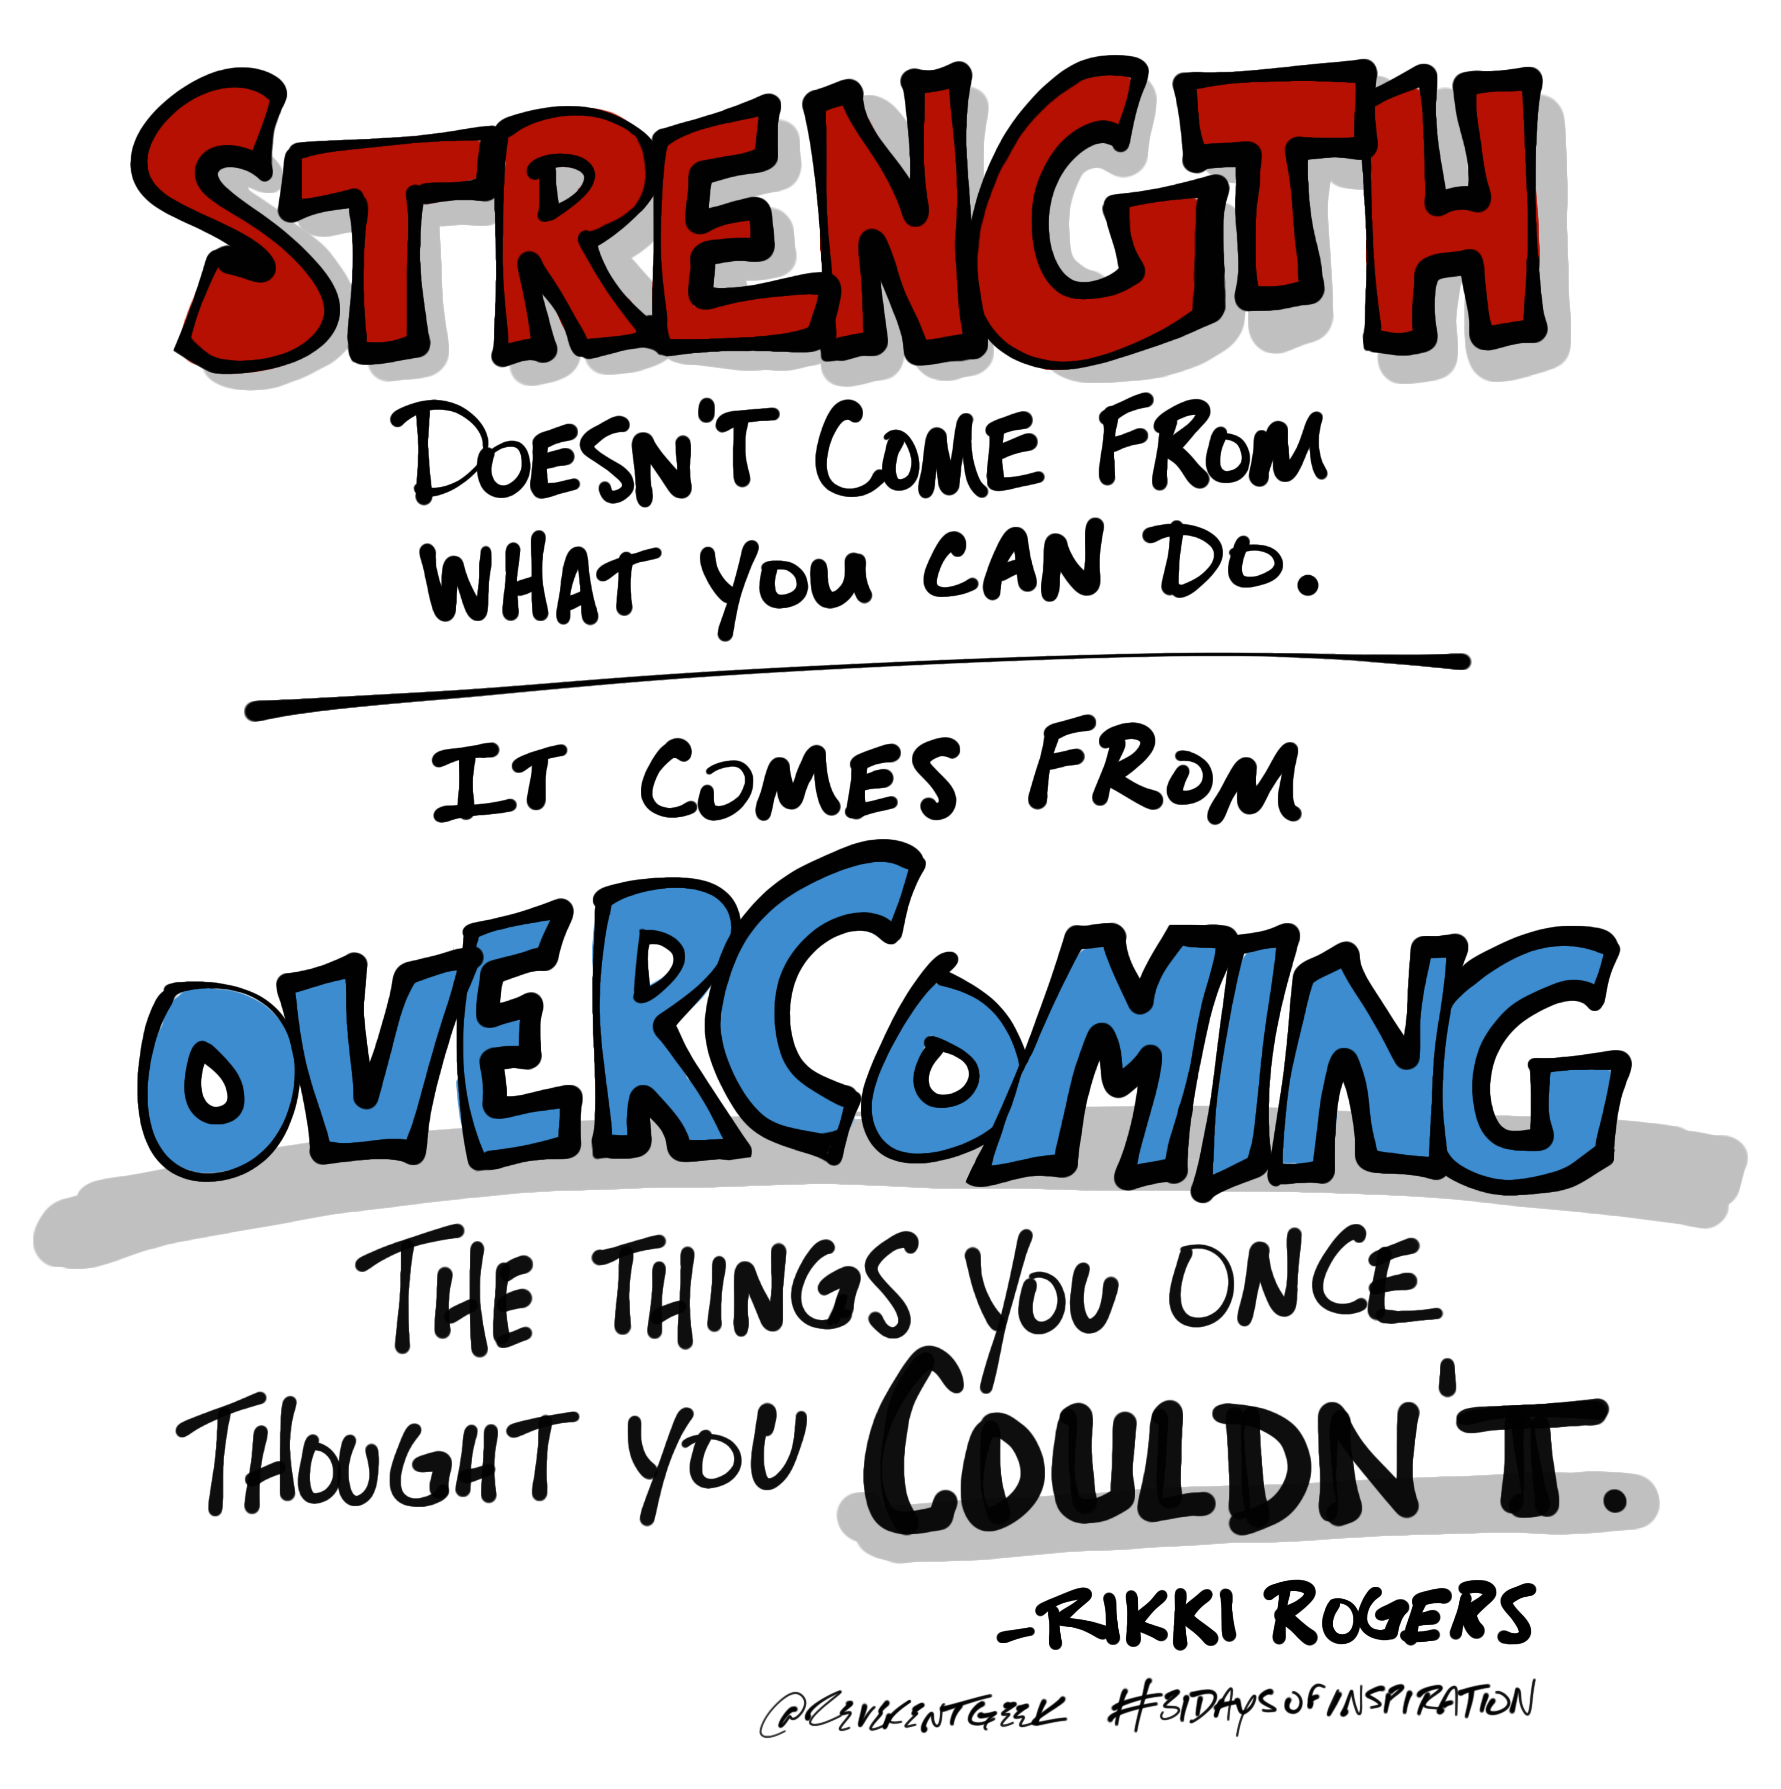 STRENGTH
DOESN'T COME FROM
WHAT YOU CAN DO.
IT COMES FROM
OVERCOMING
THE THINGS YOU ONCE
THOUGHT YOU COULDN'T.
-RIKKI ROGERS
@REVERENTGEEK #31DAYSOFINSPIRATION